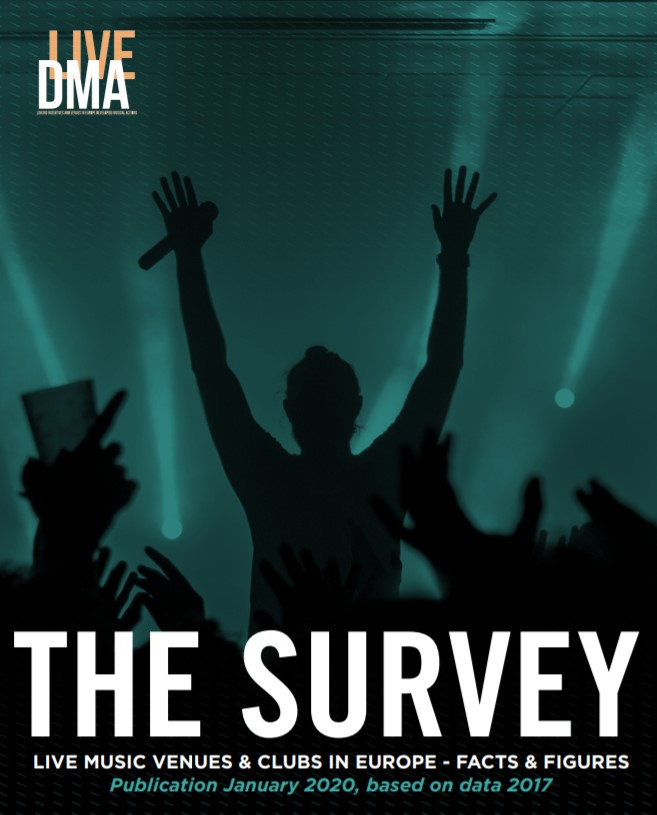 LIVE
DMA
THE SURVEY
LIVE MUSIC VENUES & CLUBS IN EUROPE - FACTS & FIGURES
Publication January 2020, based on data 2017